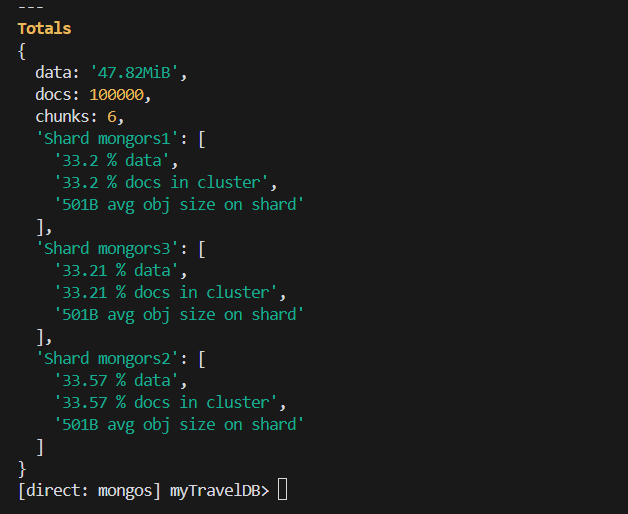 ---
Totals
{
  data: '47.82MiB',
  docs: 100000,
  chunks: 6,
  'Shard mongors1': [
    '33.2 % data',
    '33.2 % docs in cluster',
    '501B avg obj size on shard'
  ],
  'Shard mongors3': [
    '33.21 % data',
    '33.21 % docs in cluster',
    '501B avg obj size on shard'
  ],
  'Shard mongors2': [
    '33.57 % data',
    '33.57 % docs in cluster',
    '501B avg obj size on shard'
  ]
}
[direct: mongos] myTravelDB>